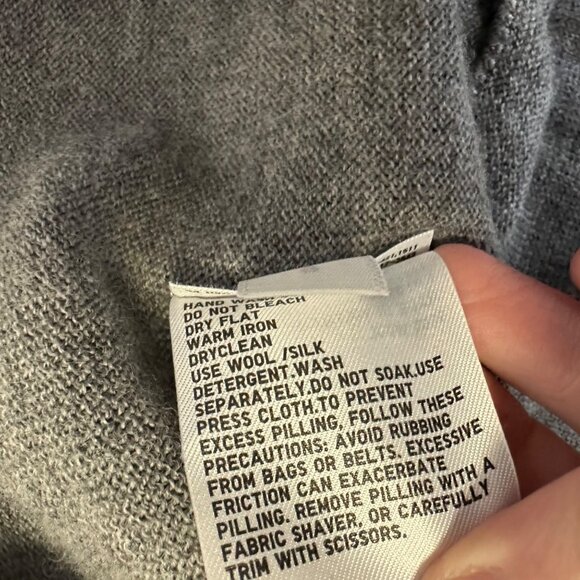 HAND
DO NOT BLEACH
DRY FLAT
WARM IRON
DRYCLEAN
USE WOOL /SILK
DETERGENT.WASH
SEPARATELY.DO NOT SOAK.USE
PRESS CLOTH.TO PREVENT
EXCESS PILLING, FOLLOW THESE
PRECAUTIONS: AVOID RUBBING
FROM BAGS OR BELTS. EXCESSIVE
FRICTION CAN EXACERBATE
PILLING. REMOVE PILLING WITH A
FABRIC SHAVER, OR CAREFULLY
TRIM WITH SCISSORS.